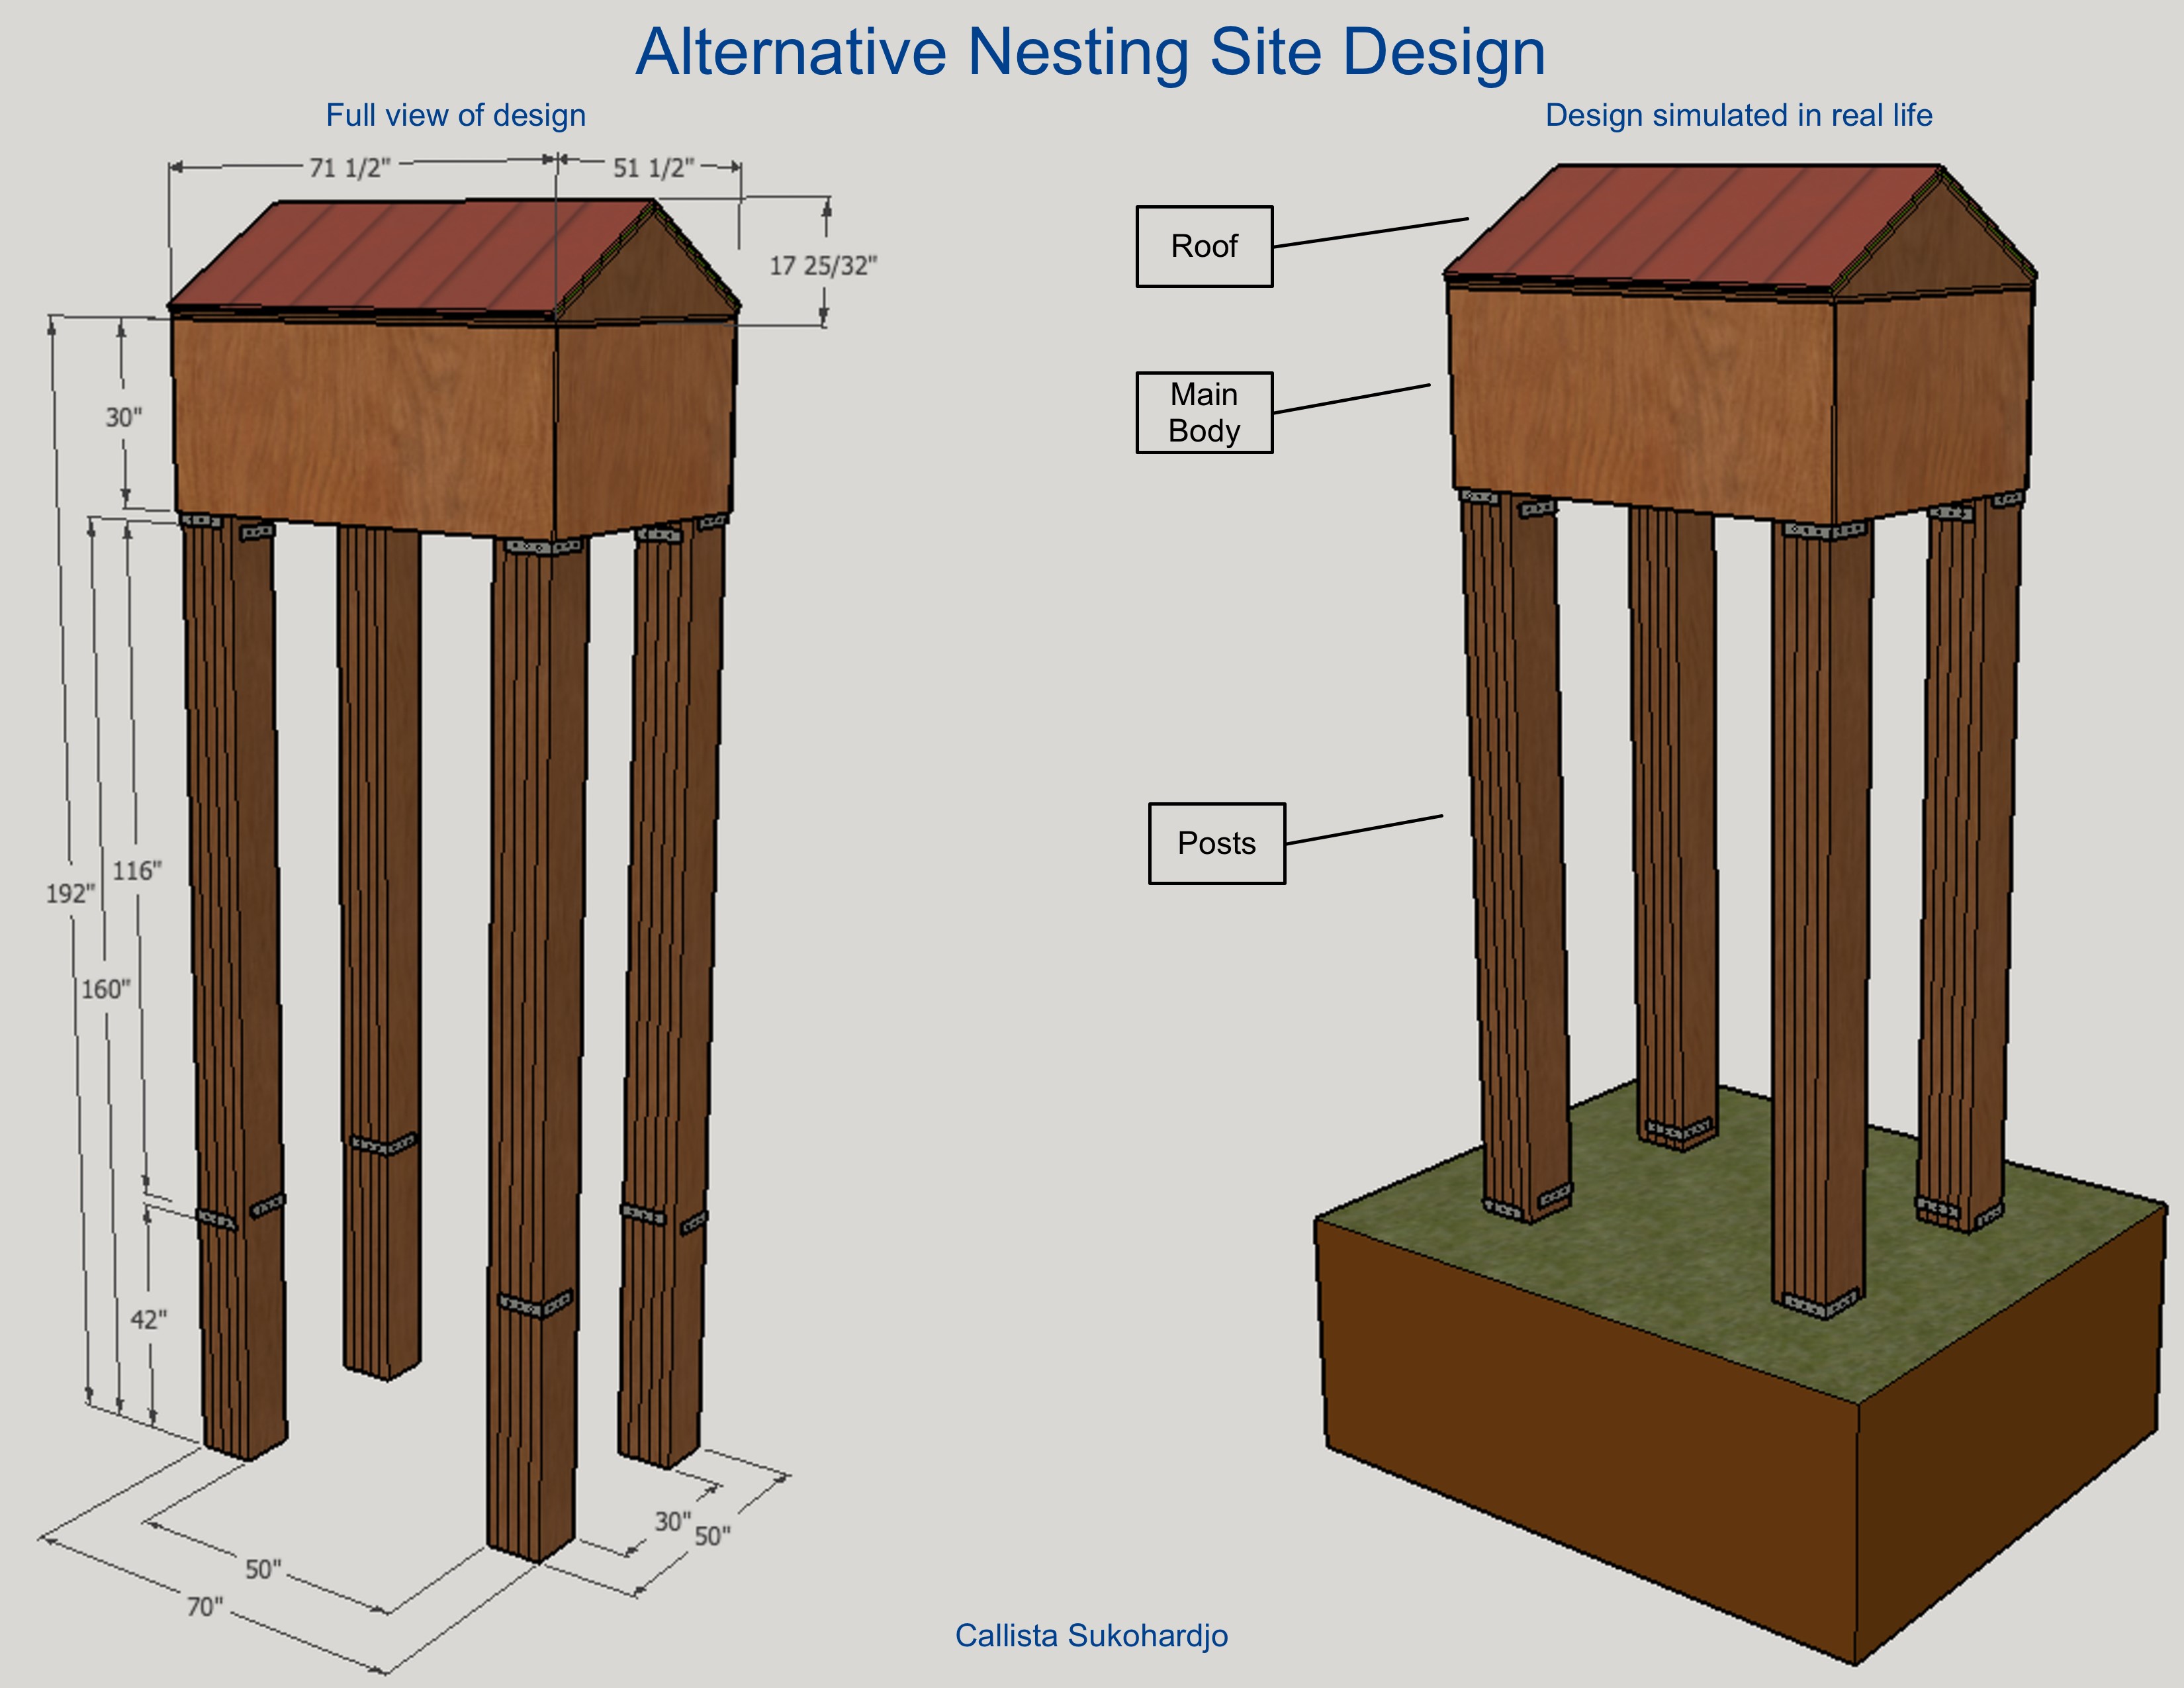 Alternative Nesting Site Design
Full view of design
Design simulated in real life
71 1/2"
51 1/2"
17 25/32"
Roof
30"
Main
Body
116"
192"
Posts
160"
42"
30"
50"
50"
70"
Callista Sukohardjo